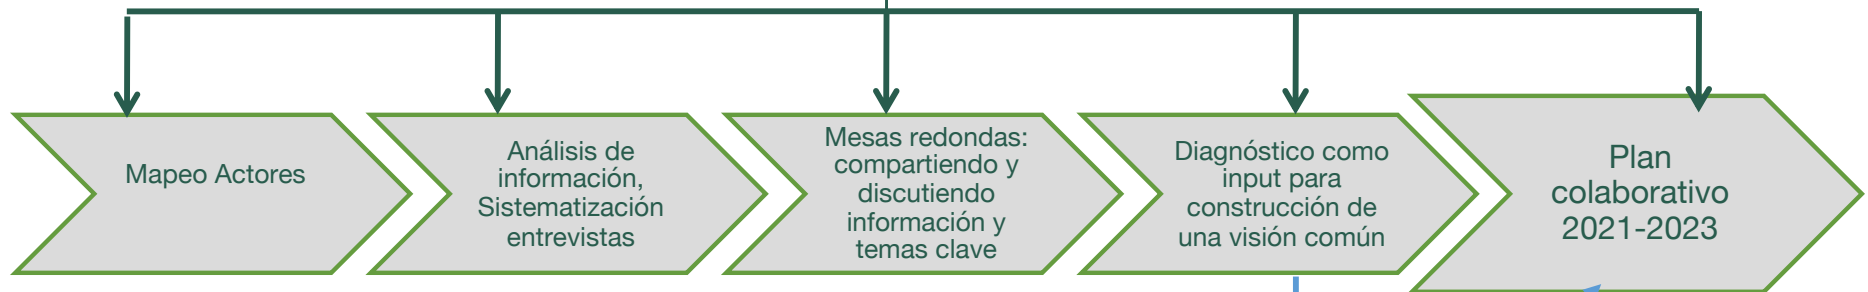 Mapeo Actores
Análisis de
información,
Sistematización
entrevistas
Mesas redondas:
compartiendo y
discutiendo
información y
temas clave
Diagnóstico como
input para
construcción de
una visión común
Plan
colaborativo
2021-2023